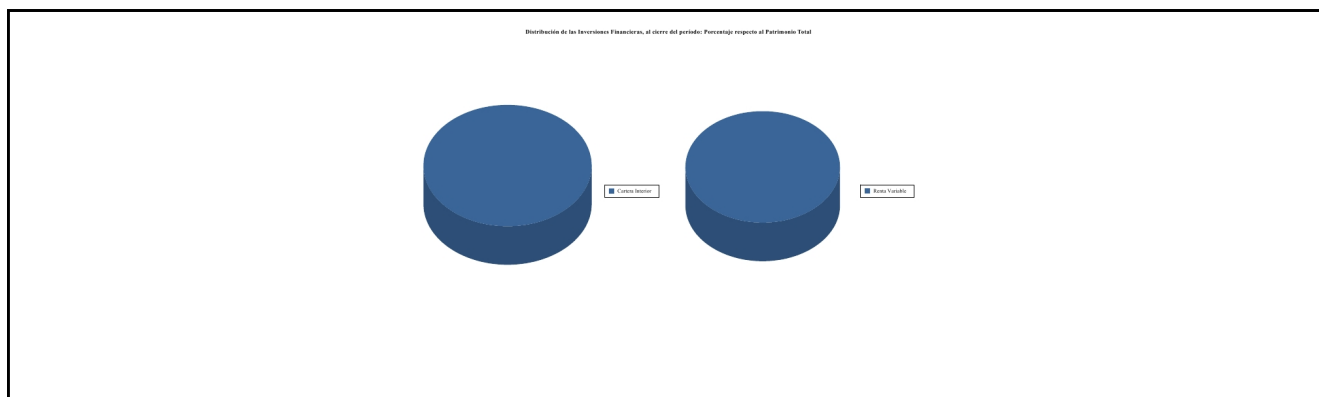 Distribución de las Inversiones Financieras, al cierre del período: Porcentaje respecto al Patrimonio Total
Cartera Interior
Renta Variable